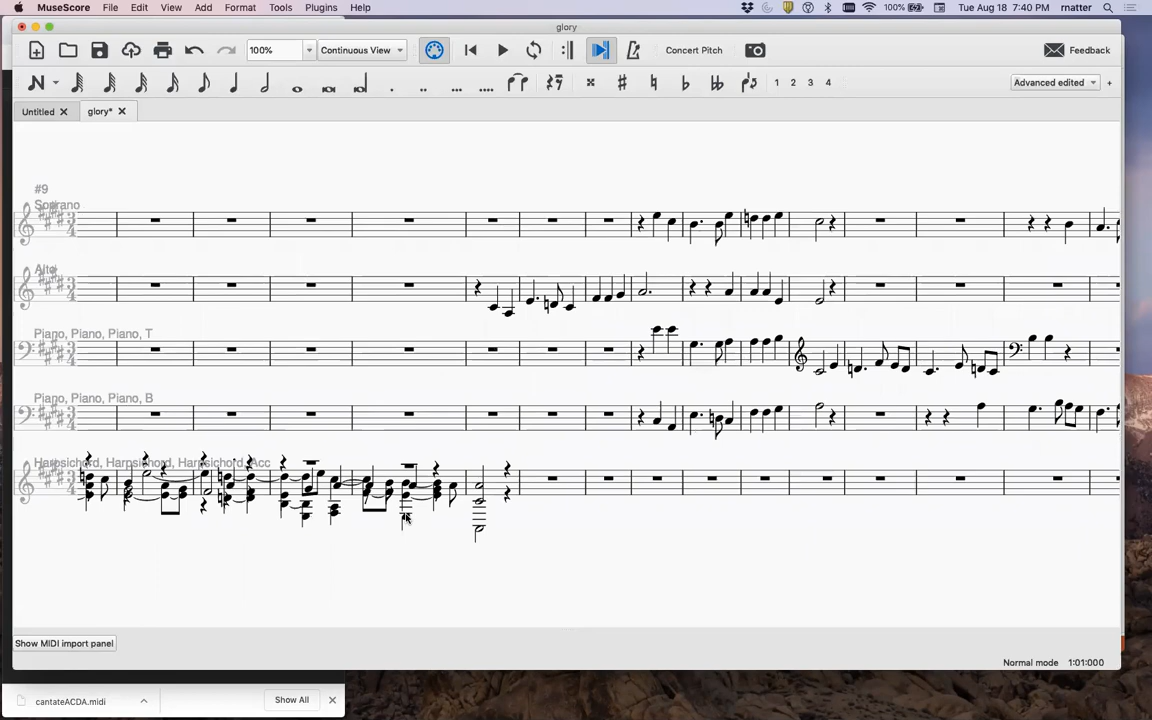 MuseScore File Edit View Add Format Tools Plugins Help 100% Tue Aug 18 7:40 PM rnatter
glory
100% Continuous View Concert Pitch Feedback
1 2 3 4 Advanced edited +
Untitled glory*
#9
Soprano
Alto
Piano, Piano, Piano, T
Piano, Piano, Piano, B
Harpsichord, Harpsichord, Harpsichord, Acc
Show MIDI import panel
Normal mode 1:01:000
cantateACDA.midi Show All